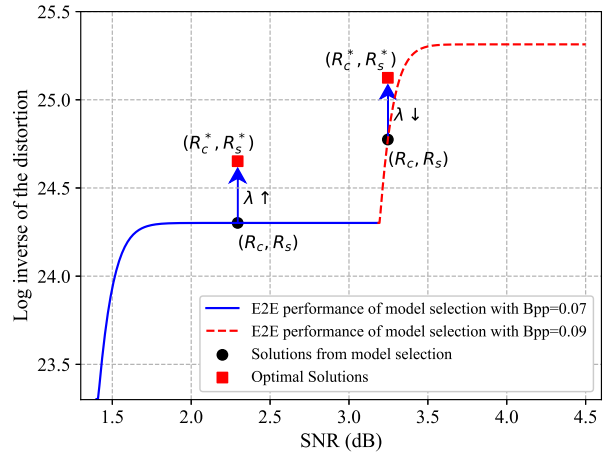 Log inverse of the distortion
25.5
25.0
24.5
24.0
23.5
(R_c^*, R_s^*)
λ ↓
(R_c, R_s)
(R_c^*, R_s^*)
λ ↑
(R_c, R_s)
E2E performance of model selection with Bpp=0.07
E2E performance of model selection with Bpp=0.09
Solutions from model selection
Optimal Solutions
1.5 2.0 2.5 3.0 3.5 4.0 4.5
SNR (dB)